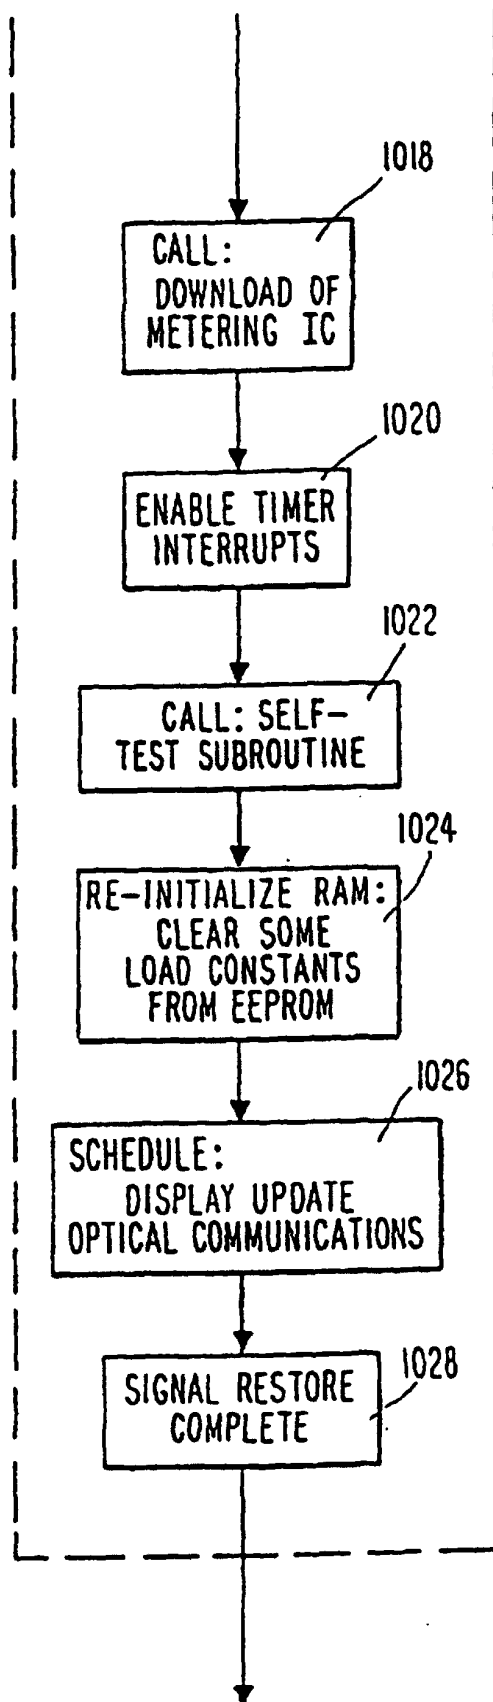 1018
CALL:
DOWNLOAD OF
METERING IC
1020
ENABLE TIMER
INTERRUPTS
1022
CALL: SELF-
TEST SUBROUTINE
1024
RE-INITIALIZE RAM:
CLEAR SOME
LOAD CONSTANTS
FROM EEPROM
1026
SCHEDULE:
DISPLAY UPDATE
OPTICAL COMMUNICATIONS
1028
SIGNAL RESTORE
COMPLETE